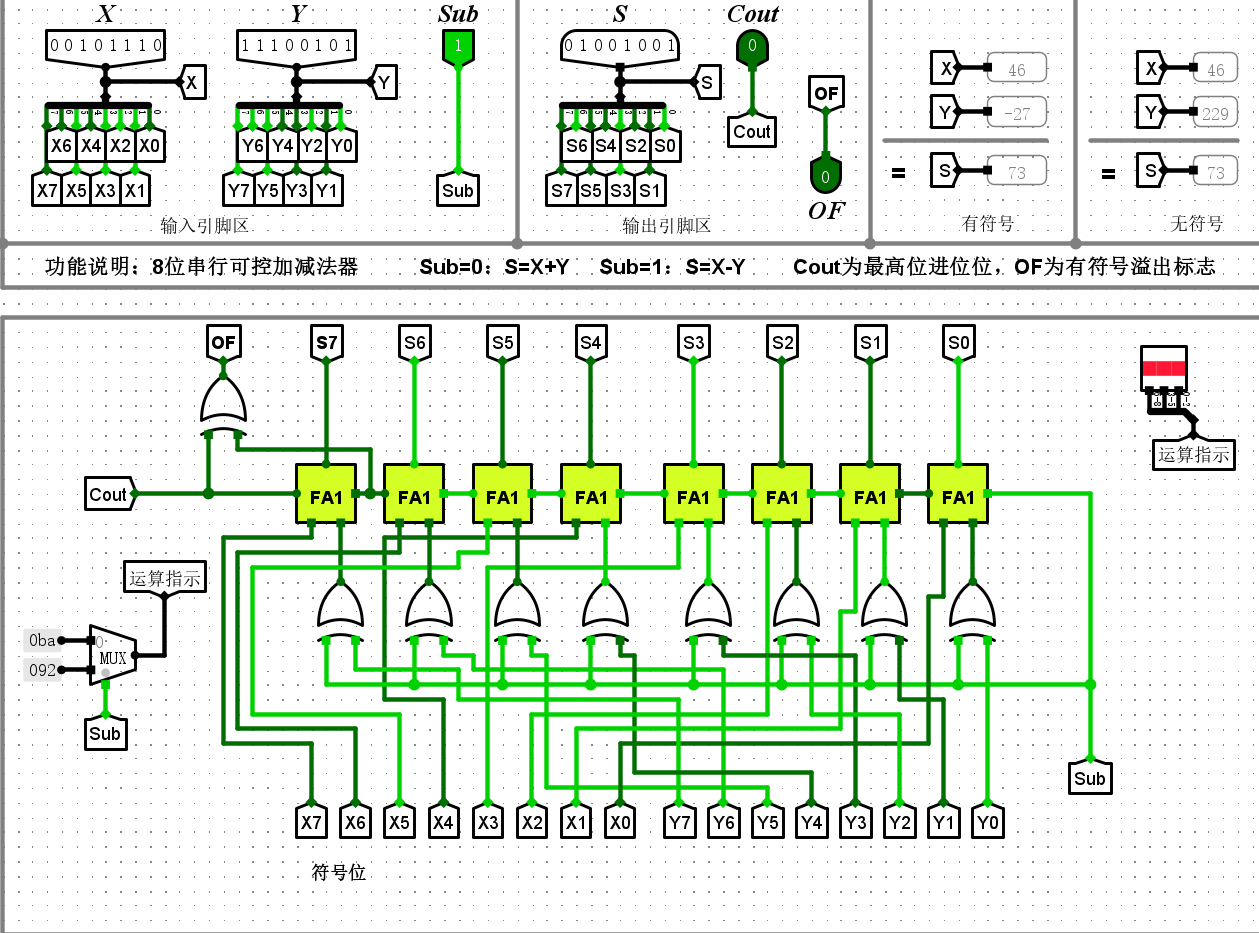 X Y Sub S Cout
00101110 11100101 1 01001001 0
X Y S OF X 46 X 46
Y -27 Y 229
X6 X4 X2 X0 Y6 Y4 Y2 Y0 S6 S4 S2 S0 Cout
= S 73 = S 73
X7 X5 X3 X1 Y7 Y5 Y3 Y1 Sub S7 S5 S3 S1 0
OF
输入引脚区 输出引脚区 有符号 无符号
功能说明：8位串行可控加减法器 Sub=0：S=X+Y Sub=1：S=X-Y Cout为最高位进位位，OF为有符号溢出标志
OF S7 S6 S5 S4 S3 S2 S1 S0
运算指示
Cout FA1 FA1 FA1 FA1 FA1 FA1 FA1 FA1
运算指示
0ba 0
MUX
092
Sub
Sub
X7 X6 X5 X4 X3 X2 X1 X0 Y7 Y6 Y5 Y4 Y3 Y2 Y1 Y0
符号位